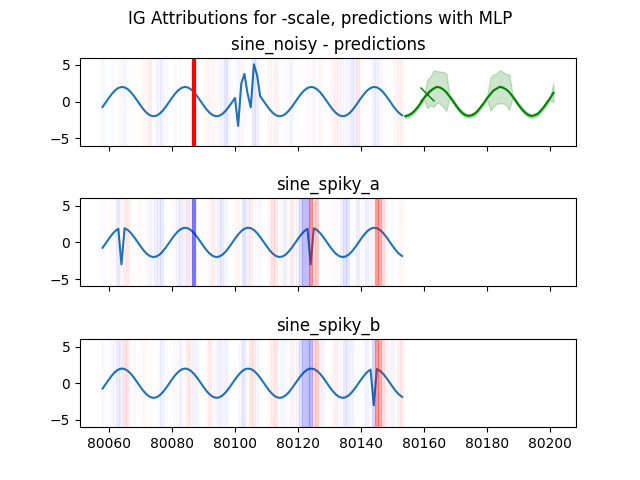 IG Attributions for -scale, predictions with MLP
sine_noisy - predictions
5
0
−5
sine_spiky_a
5
0
−5
sine_spiky_b
5
0
−5
80060 80080 80100 80120 80140 80160 80180 80200